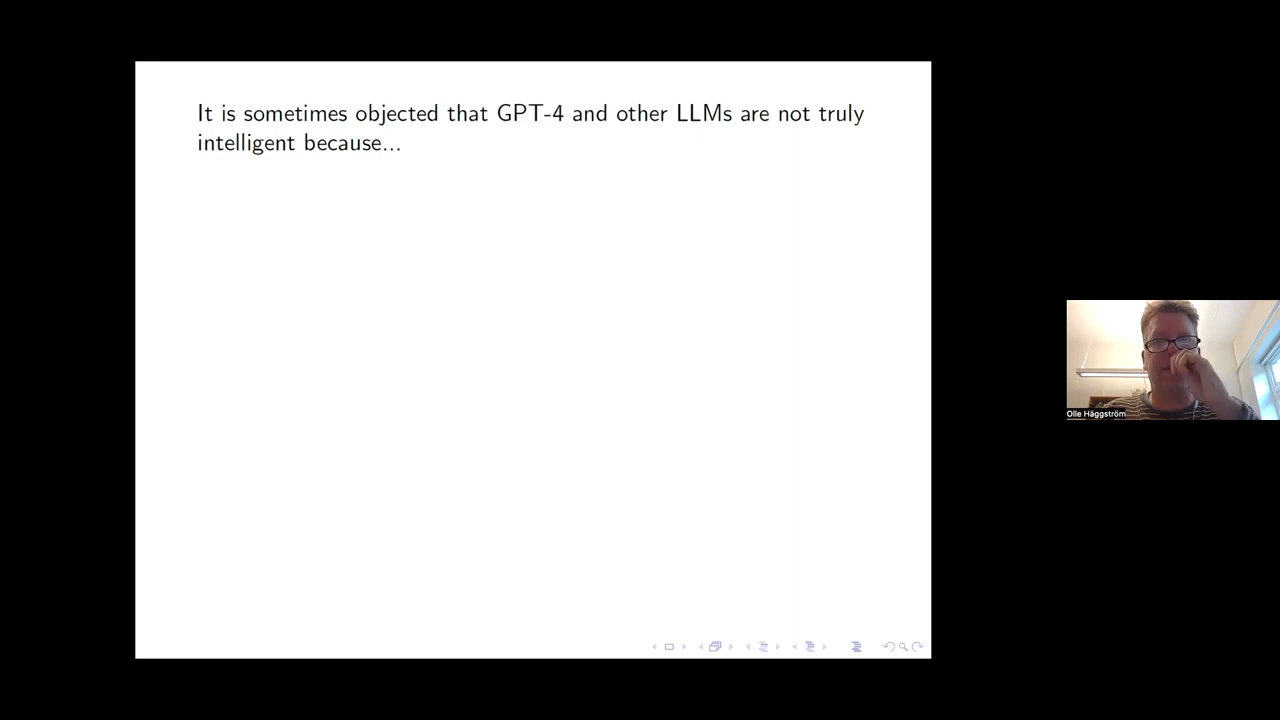 It is sometimes objected that GPT-4 and other LLMs are not truly
intelligent because...
Olle Häggström